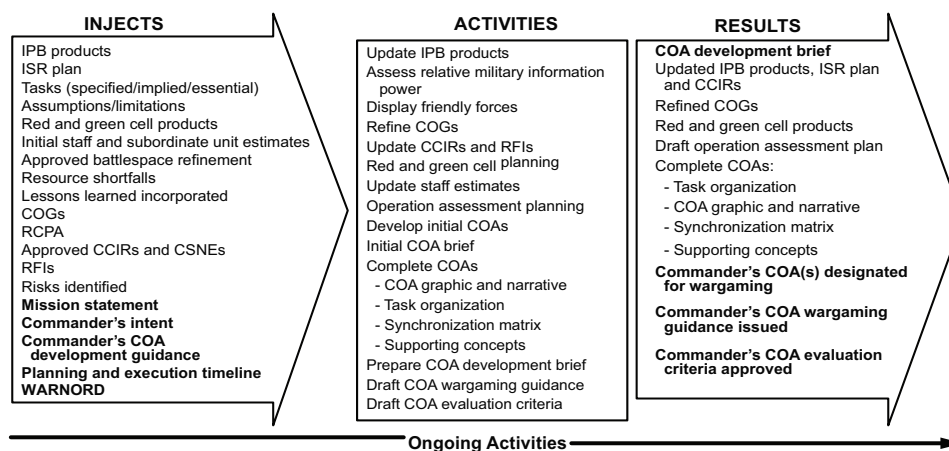 INJECTS
IPB products
ISR plan
Tasks (specified/implied/essential)
Assumptions/limitations
Red and green cell products
Initial staff and subordinate unit estimates
Approved battlespace refinement
Resource shortfalls
Lessons learned incorporated
COGs
RCPA
Approved CCIRs and CSNEs
RFIs
Risks identified
Mission statement
Commander's intent
Commander's COA
development guidance
Planning and execution timeline
WARNORD
ACTIVITIES
Update IPB products
Assess relative military information
power
Display friendly forces
Refine COGs
Update CCIRs and RFIs
Red and green cell planning
Update staff estimates
Operation assessment planning
Develop initial COAs
Initial COA brief
Complete COAs
- COA graphic and narrative
- Task organization
- Synchronization matrix
- Supporting concepts
Prepare COA development brief
Draft COA wargaming guidance
Draft COA evaluation criteria
RESULTS
COA development brief
Updated IPB products, ISR plan
and CCIRs
Refined COGs
Red and green cell products
Draft operation assessment plan
Complete COAs:
- Task organization
- COA graphic and narrative
- Synchronization matrix
- Supporting concepts
Commander's COA(s) designated
for wargaming
Commander's COA wargaming
guidance issued
Commander's COA evaluation
criteria approved
Ongoing Activities